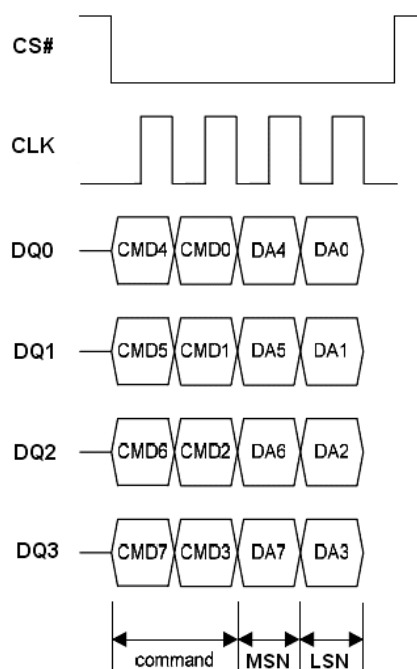 CS#
CLK
DQ0 CMD4 CMD0 DA4 DA0
DQ1 CMD5 CMD1 DA5 DA1
DQ2 CMD6 CMD2 DA6 DA2
DQ3 CMD7 CMD3 DA7 DA3
command MSN LSN